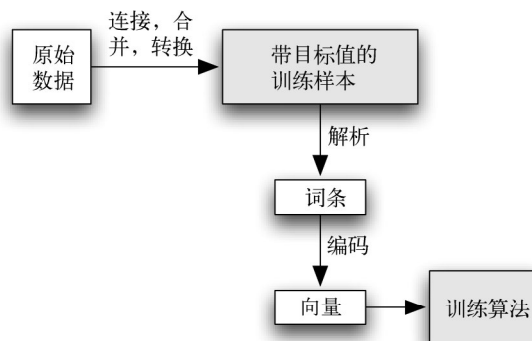 连接，合
并，转换
原始
数据
带目标值的
训练样本
解析
词条
编码
向量
训练算法